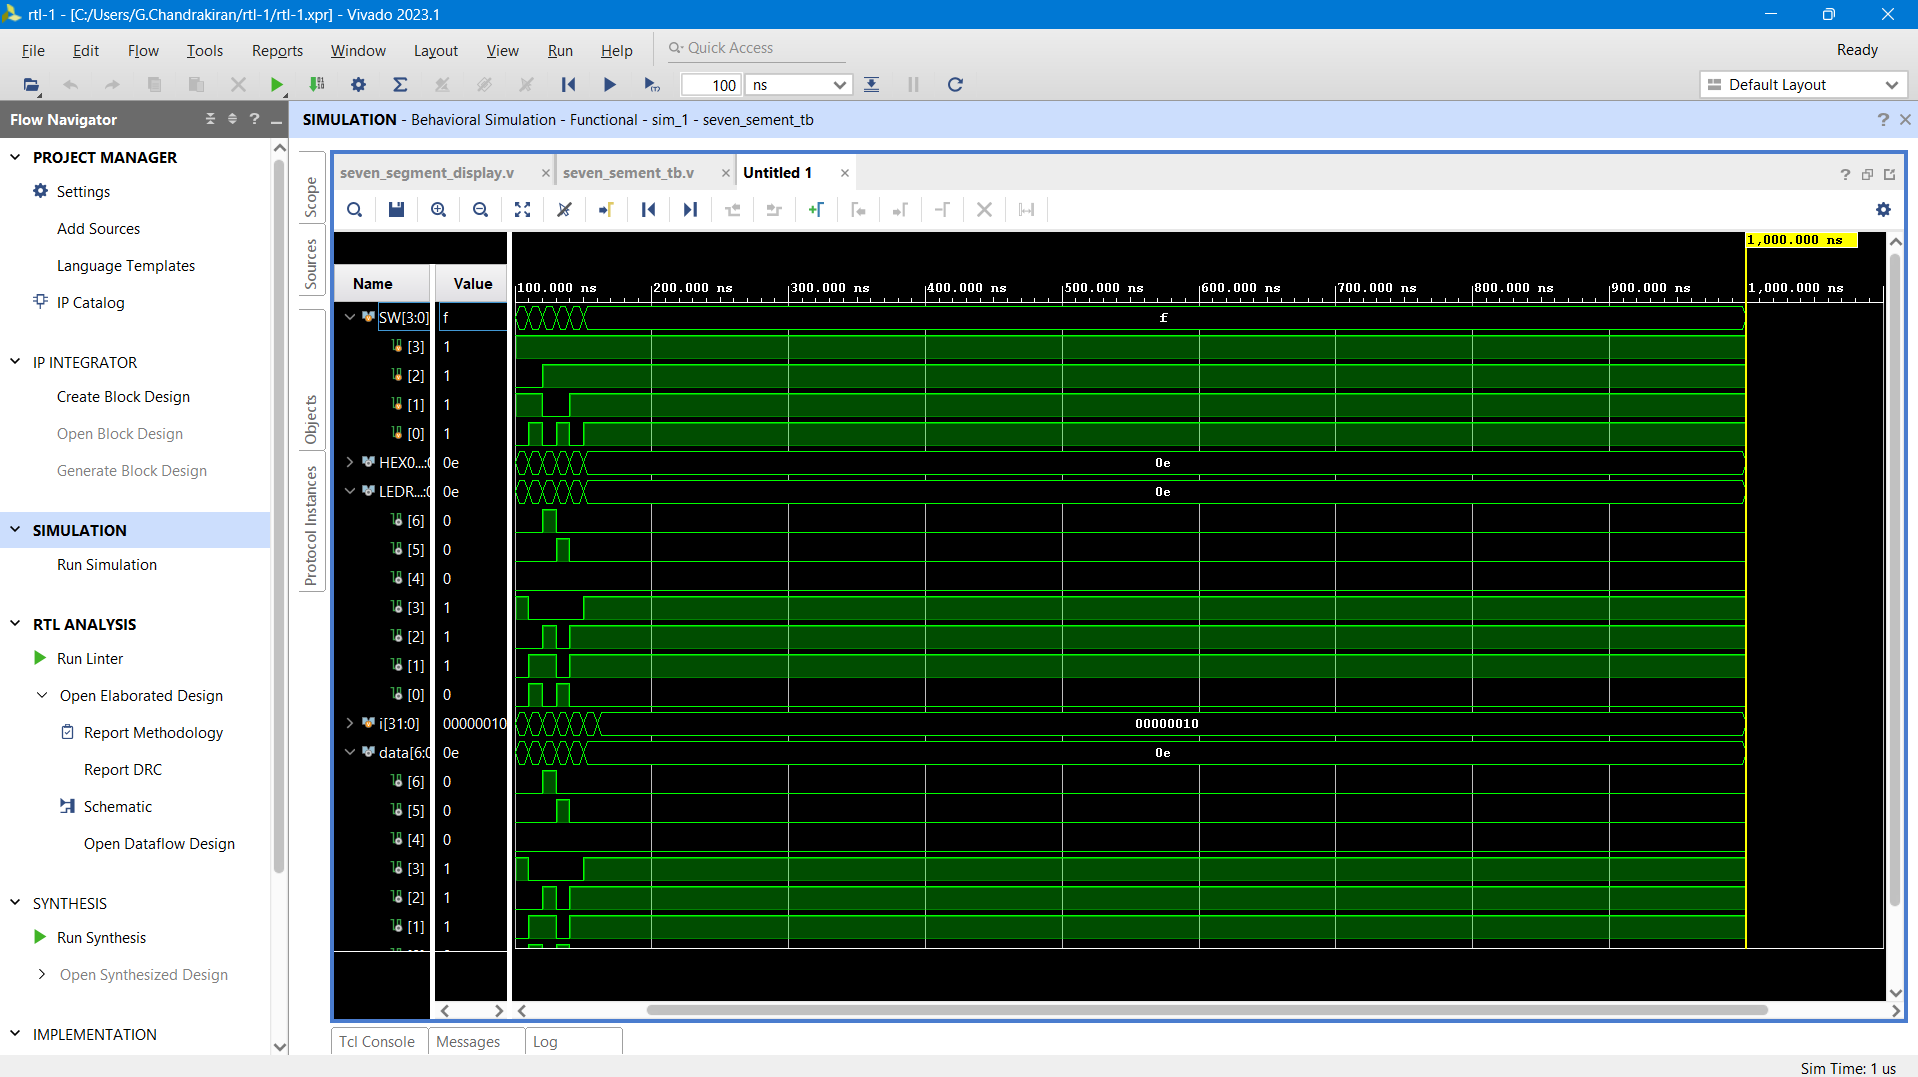 rtl-1 - [C:/Users/G.Chandrakiran/rtl-1/rtl-1.xpr] - Vivado 2023.1
File Edit Flow Tools Reports Window Layout View Run Help Quick Access Ready
100 ns Default Layout
Flow Navigator
SIMULATION - Behavioral Simulation - Functional - sim_1 - seven_sement_tb
PROJECT MANAGER
Settings
Add Sources
Language Templates
IP Catalog
IP INTEGRATOR
Create Block Design
Open Block Design
Generate Block Design
SIMULATION
Run Simulation
RTL ANALYSIS
Run Linter
Open Elaborated Design
Report Methodology
Report DRC
Schematic
Open Dataflow Design
SYNTHESIS
Run Synthesis
Open Synthesized Design
IMPLEMENTATION
Scope
Sources
Objects
Protocol Instances
seven_segment_display.v seven_sement_tb.v Untitled 1
1,000.000 ns
Name Value
100.000 ns 200.000 ns 300.000 ns 400.000 ns 500.000 ns 600.000 ns 700.000 ns 800.000 ns 900.000 ns 1,000.000 ns
SW[3:0] f f
[3] 1
[2] 1
[1] 1
[0] 1
HEX0...:0 0e 0e
LEDR...:0 0e 0e
[6] 0
[5] 0
[4] 0
[3] 1
[2] 1
[1] 1
[0] 0
i[31:0] 00000010 00000010
data[6:0 0e 0e
[6] 0
[5] 0
[4] 0
[3] 1
[2] 1
[1] 1
Tcl Console Messages Log
Sim Time: 1 us